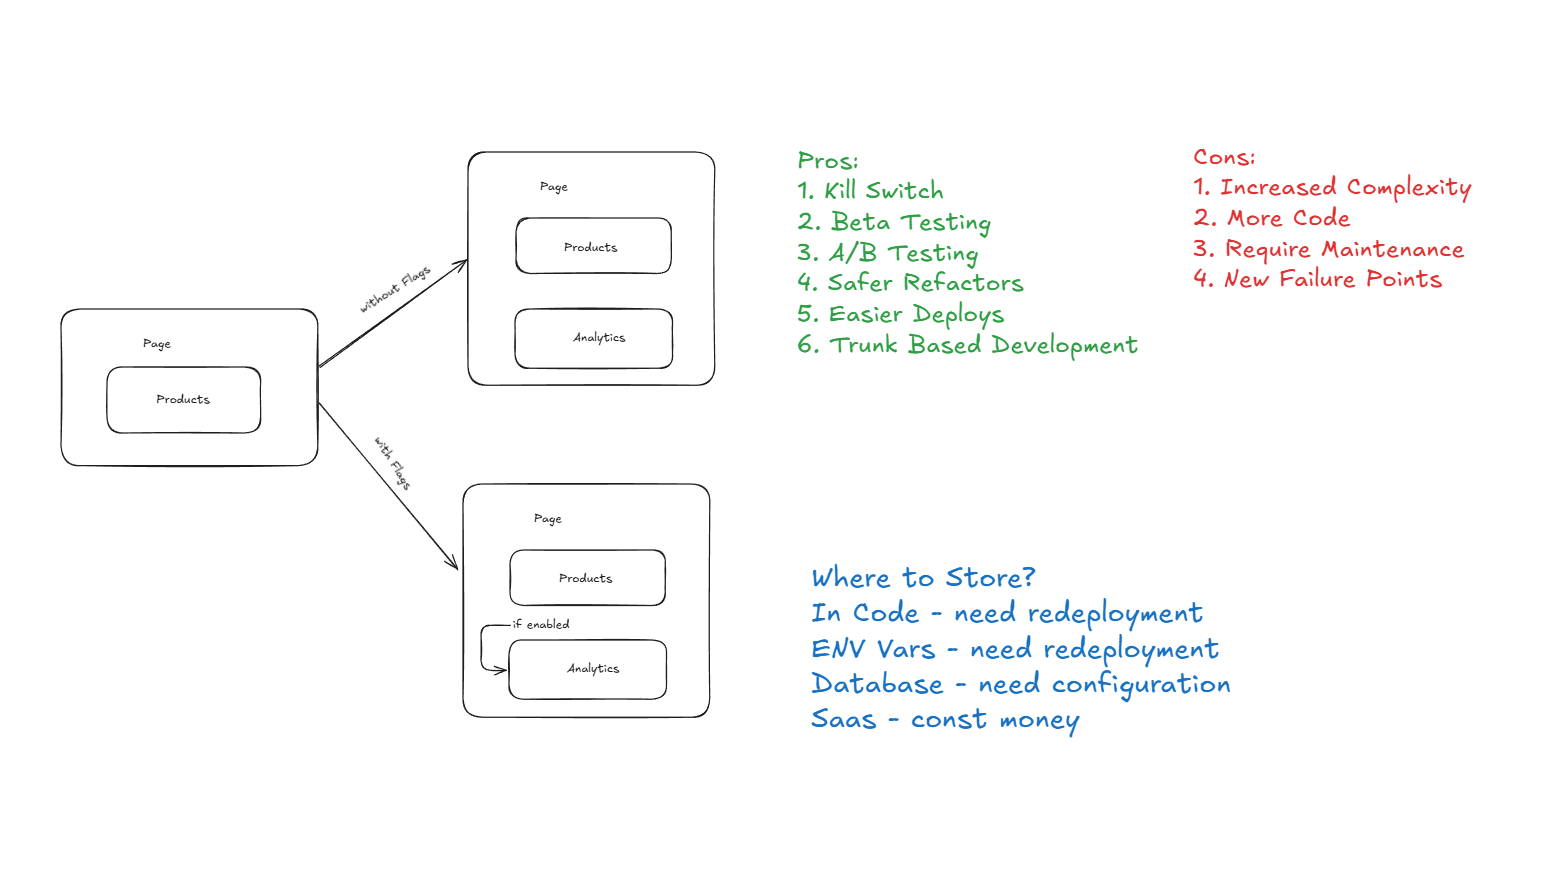 Page
Products
without Flags
with Flags
Page
Products
Analytics
Page
Products
if enabled
Analytics
Pros:
1. Kill Switch
2. Beta Testing
3. A/B Testing
4. Safer Refactors
5. Easier Deploys
6. Trunk Based Development
Cons:
1. Increased Complexity
2. More Code
3. Require Maintenance
4. New Failure Points
Where to Store?
In Code - need redeployment
ENV Vars - need redeployment
Database - need configuration
Saas - const money